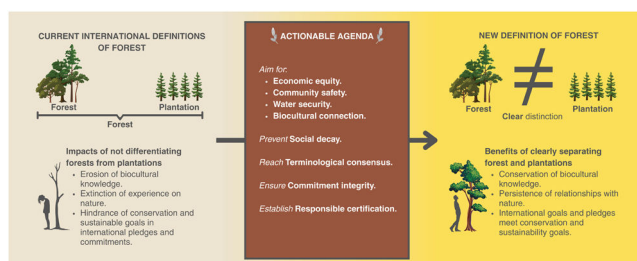 CURRENT INTERNATIONAL DEFINITIONS
OF FOREST
Forest
Plantation
Forest
Impacts of not differentiating
forests from plantations
• Erosion of biocultural
knowledge.
• Extinction of experience on
nature.
• Hindrance of conservation and
sustainable goals in
international pledges and
commitments.
ACTIONABLE AGENDA
Aim for:
• Economic equity.
• Community safety.
• Water security.
• Biocultural connection.
Prevent Social decay.
Reach Terminological consensus.
Ensure Commitment integrity.
Establish Responsible certification.
NEW DEFINITION OF FOREST
≠
Forest
Plantation
Clear distinction
Benefits of clearly separating
forest and plantations
• Conservation of biocultural
knowledge.
• Persistence of relationships with
nature.
• International goals and pledges
meet conservation and
sustainability goals.